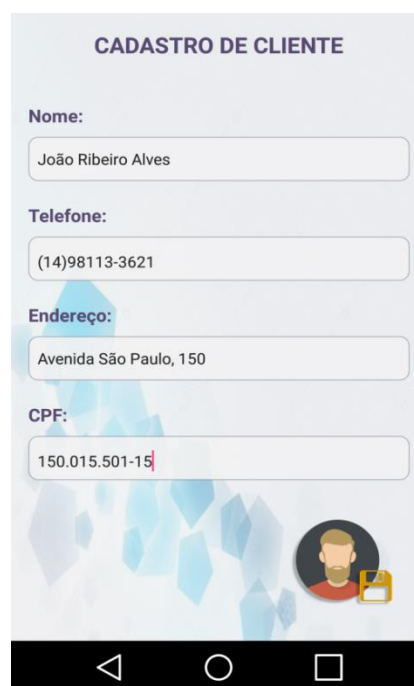 CADASTRO DE CLIENTE
Nome:
João Ribeiro Alves
Telefone:
(14)98113-3621
Endereço:
Avenida São Paulo, 150
CPF:
150.015.501-15